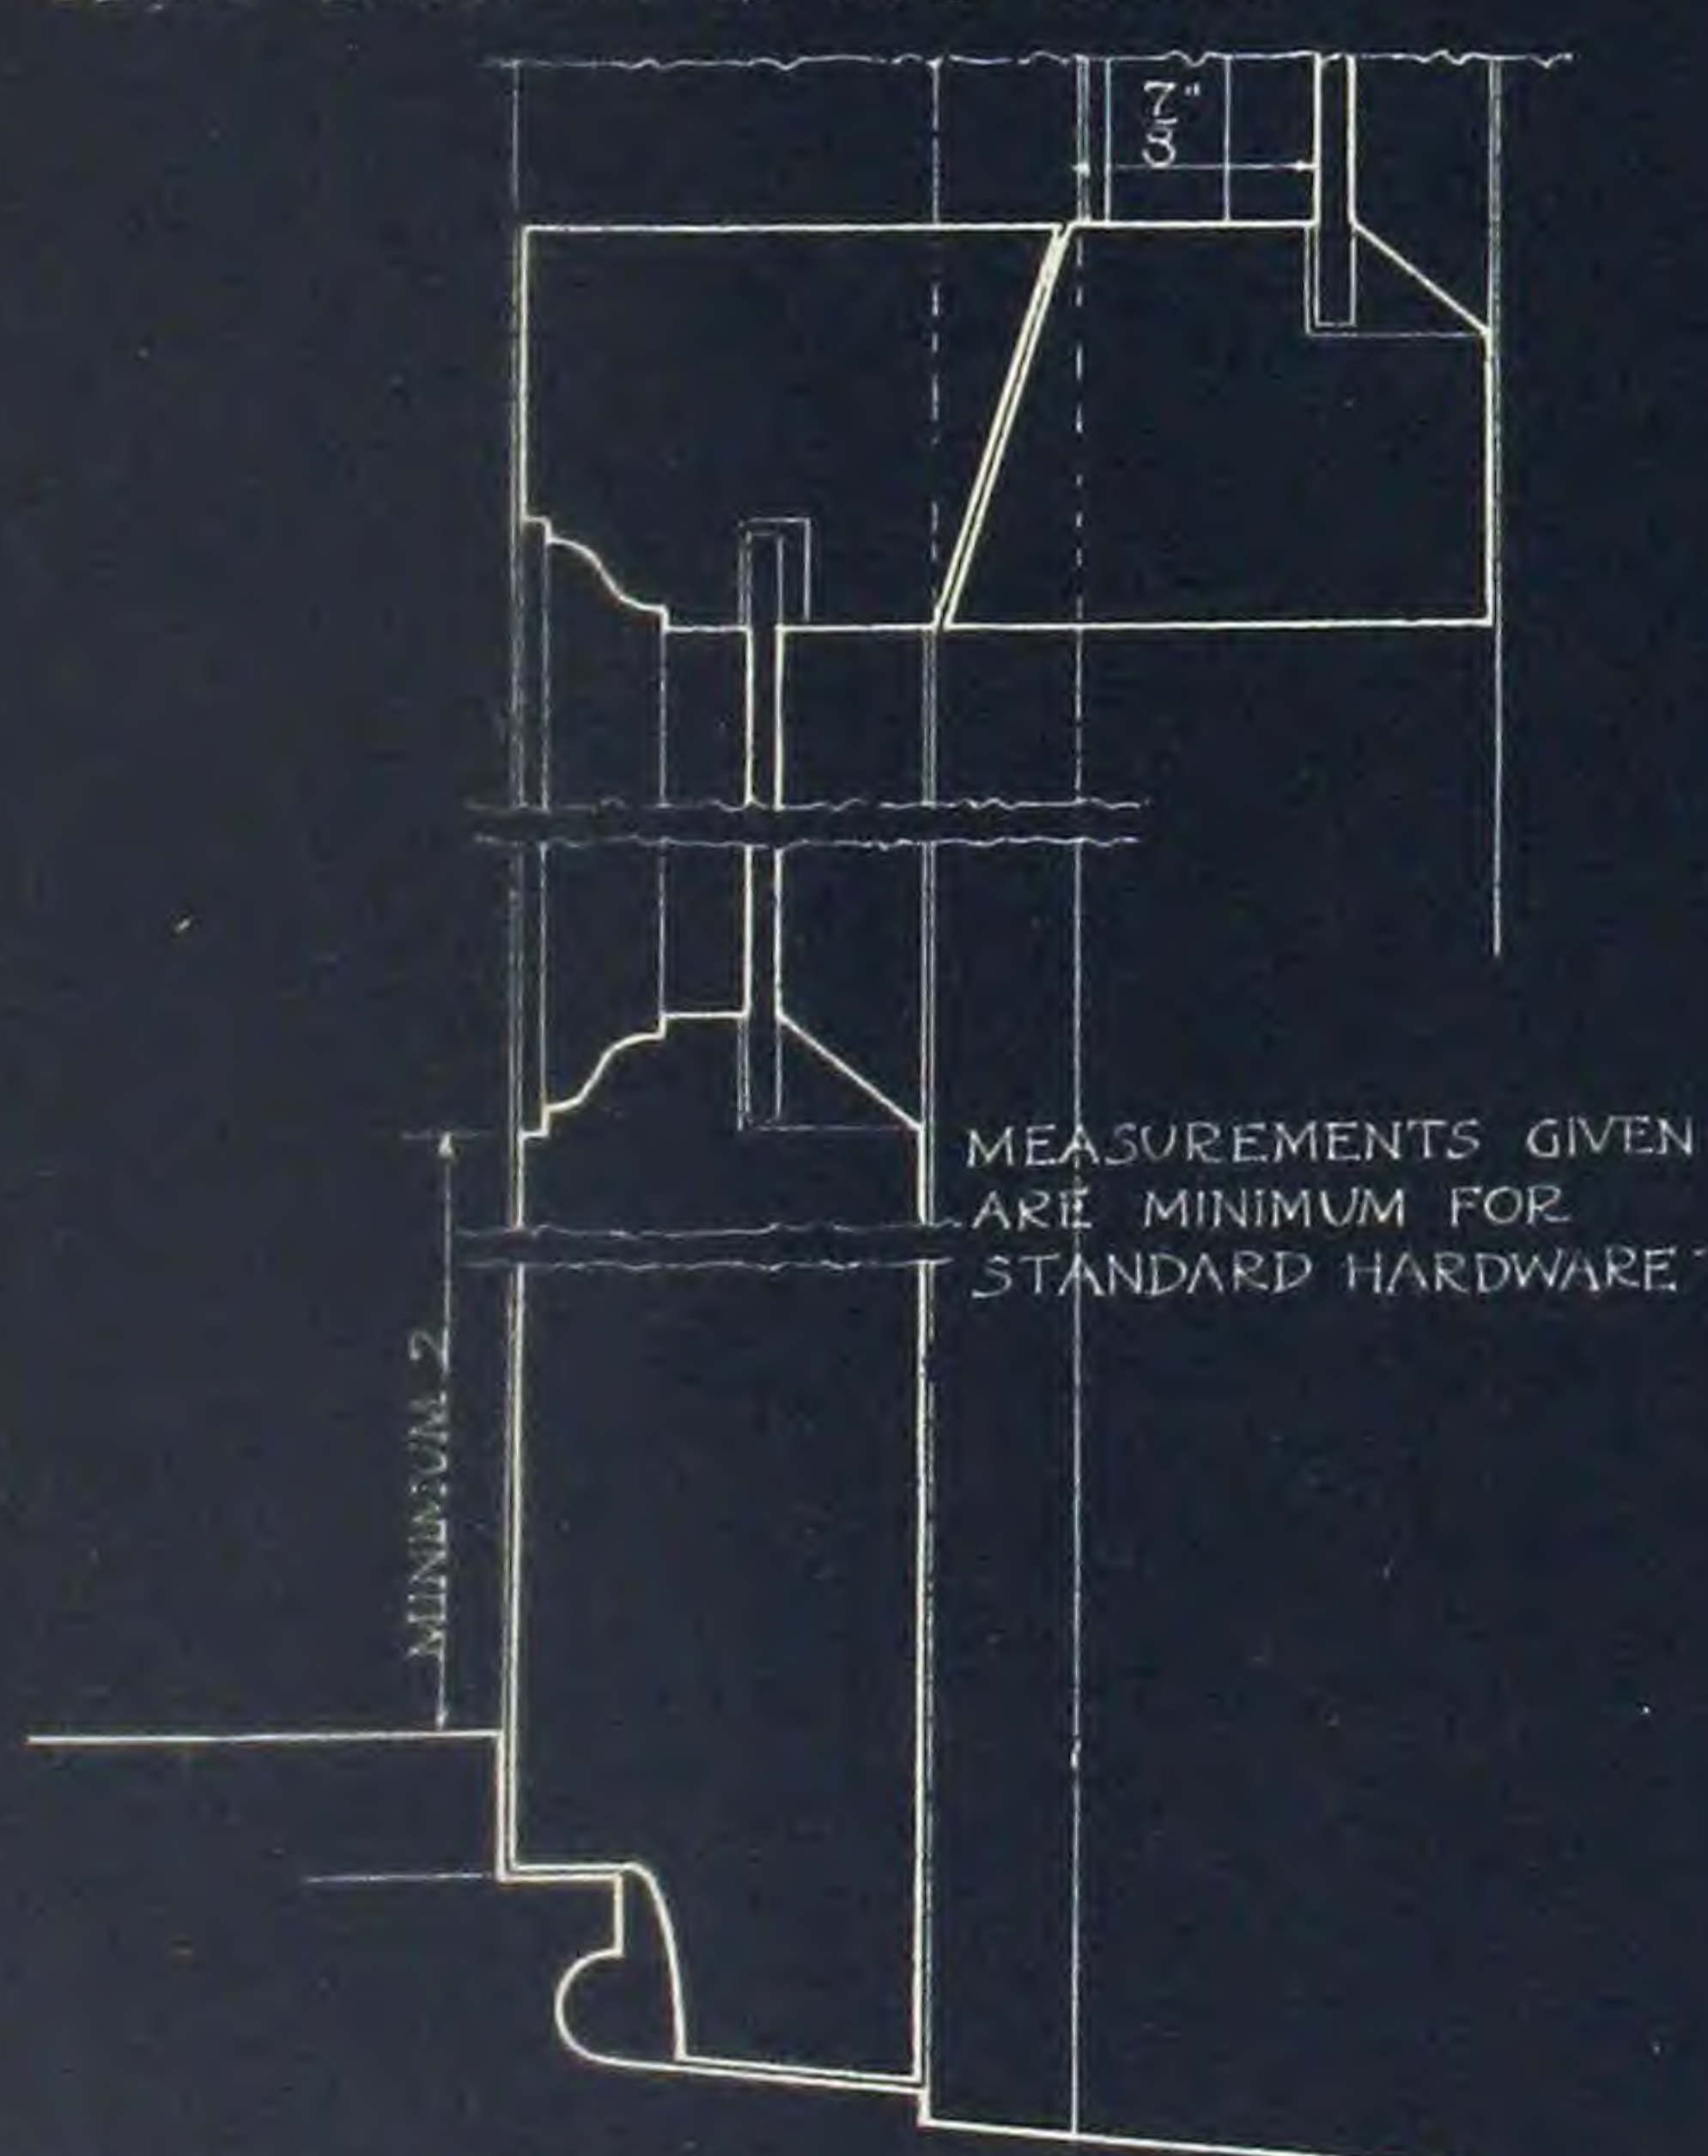 7"
8
MEASUREMENTS GIVEN
ARE MINIMUM FOR
STANDARD HARDWARE
MINIMUM 2